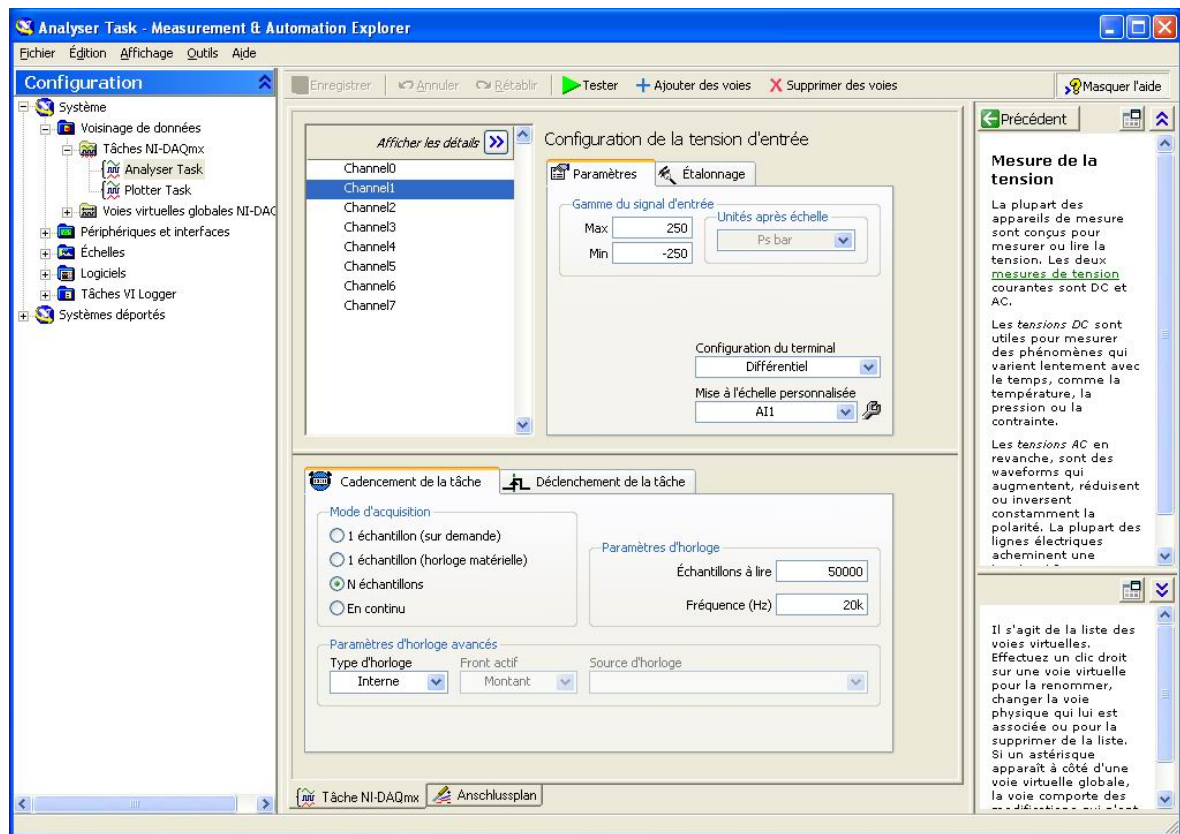 Analyser Task - Measurement & Automation Explorer
Fichier Édition Affichage Outils Aide
Configuration
Système
Voisinage de données
Tâches NI-DAQmx
Analyser Task
Plotter Task
Voies virtuelles globales NI-DAQ
Périphériques et interfaces
Échelles
Logiciels
Tâches VI Logger
Systèmes déportés
Enregistrer Annuler Rétablir Tester Ajouter des voies Supprimer des voies Masquer l'aide
Afficher les détails
Channel0
Channel1
Channel2
Channel3
Channel4
Channel5
Channel6
Channel7
Configuration de la tension d'entrée
Paramètres Étalonnage
Gamme du signal d'entrée
Max 250
Min -250
Unités après échelle
Ps bar
Configuration du terminal
Différentiel
Mise à l'échelle personnalisée
AI1
Cadencement de la tâche Déclenchement de la tâche
Mode d'acquisition
1 échantillon (sur demande)
1 échantillon (horloge matérielle)
N échantillons
En continu
Paramètres d'horloge
Échantillons à lire 50000
Fréquence (Hz) 20k
Paramètres d'horloge avancés
Type d'horloge Front actif Source d'horloge
Interne Montant
Tâche NI-DAQmx Anschlussplan
Précédent
Mesure de la
tension
La plupart des
appareils de mesure
sont conçus pour
mesurer ou lire la
tension. Les deux
mesures de tension
courantes sont DC et
AC.
Les tensions DC sont
utiles pour mesurer
des phénomènes qui
varient lentement avec
le temps, comme la
température, la
pression ou la
contrainte.
Les tensions AC en
revanche, sont des
waveforms qui
augmentent, réduisent
ou inversent
constamment la
polarité. La plupart des
lignes électriques
acheminent une
Il s'agit de la liste des
voies virtuelles.
Effectuez un clic droit
sur une voie virtuelle
pour la renommer,
changer la voie
physique qui lui est
associée ou pour la
supprimer de la liste.
Si un astérisque
apparaît à côté d'une
voie virtuelle globale,
la voie comporte des